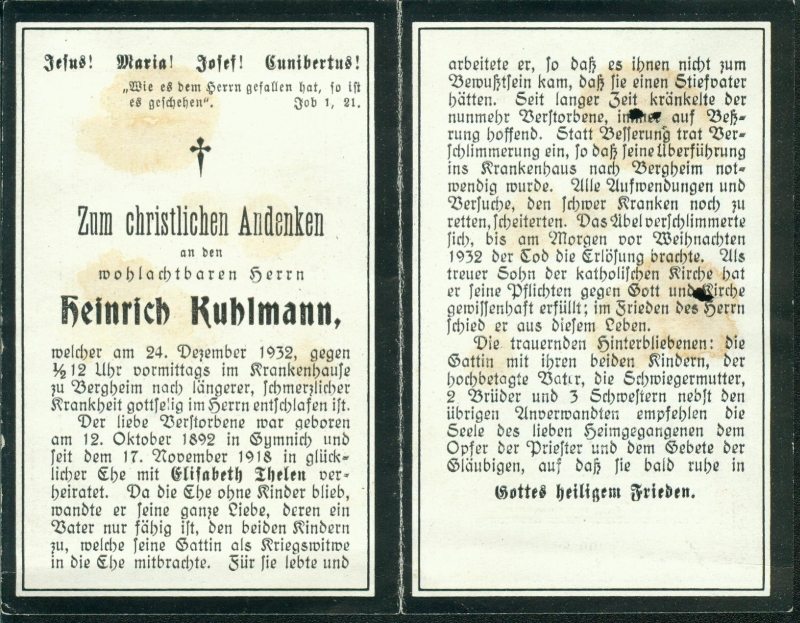 Jesus! Maria! Josef! Cunibertus!
„Wie es dem Herrn gefallen hat, so ist
es geschehen“. Job 1, 21.
Zum christlichen Andenken
an den
wohlachtbaren Herrn
Heinrich Kuhlmann,
welcher am 24. Dezember 1932, gegen
½ 12 Uhr vormittags im Krankenhause
zu Bergheim nach längerer, schmerzlicher
Krankheit gottselig im Herrn entschlafen ist.
Der liebe Verstorbene war geboren
am 12. Oktober 1892 in Gymnich und
seit dem 17. November 1918 in glück-
licher Ehe mit Elisabeth Thelen ver-
heiratet. Da die Ehe ohne Kinder blieb,
wandte er seine ganze Liebe, deren ein
Vater nur fähig ist, den beiden Kindern
zu, welche seine Gattin als Kriegswitwe
in die Ehe mitbrachte. Für sie lebte und
arbeitete er, so daß es ihnen nicht zum
Bewußtsein kam, daß sie einen Stiefvater
hätten. Seit langer Zeit kränkelte der
nunmehr Verstorbene, immer auf Beß-
rung hoffend. Statt Besserung trat Ver-
schlimmerung ein, so daß seine Überführung
ins Krankenhaus nach Bergheim not-
wendig wurde. Alle Aufwendungen und
Versuche, den schwer Kranken noch zu
retten, scheiterten. Das Übel verschlimmerte
sich, bis am Morgen vor Weihnachten
1932 der Tod die Erlösung brachte. Als
treuer Sohn der katholischen Kirche hat
er seine Pflichten gegen Gott und Kirche
gewissenhaft erfüllt; im Frieden des Herrn
schied er aus diesem Leben.
Die trauernden Hinterbliebenen: die
Gattin mit ihren beiden Kindern, der
hochbetagte Vater, die Schwiegermutter,
2 Brüder und 3 Schwestern nebst den
übrigen Anverwandten empfehlen die
Seele des lieben Heimgegangenen dem
Opfer der Priester und dem Gebete der
Gläubigen, auf daß sie bald ruhe in
Gottes heiligem Frieden.